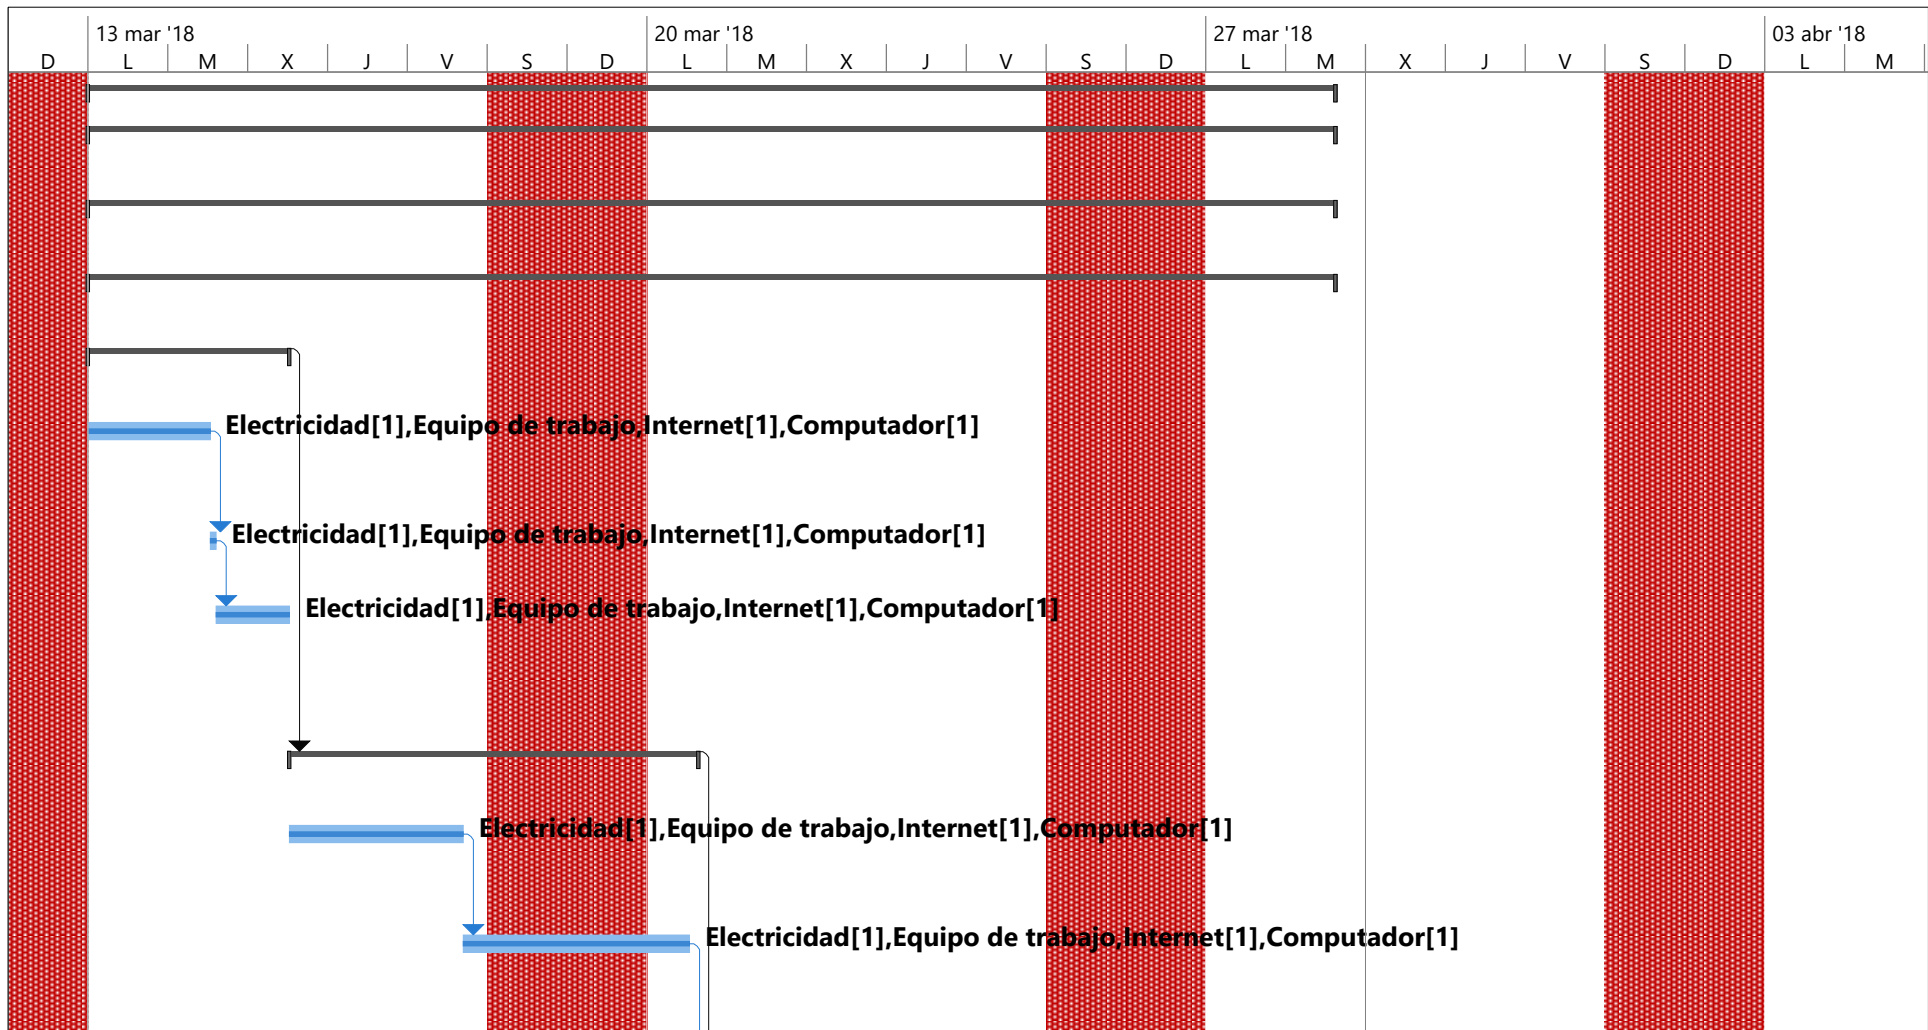 13 mar '18 20 mar '18 27 mar '18 03 abr '18
D L M X J V S D L M X J V S D L M X J V S D L M
Electricidad[1],Equipo de trabajo,Internet[1],Computador[1]
Electricidad[1],Equipo de trabajo,Internet[1],Computador[1]
Electricidad[1],Equipo de trabajo,Internet[1],Computador[1]
Electricidad[1],Equipo de trabajo,Internet[1],Computador[1]
Electricidad[1],Equipo de trabajo,Internet[1],Computador[1]